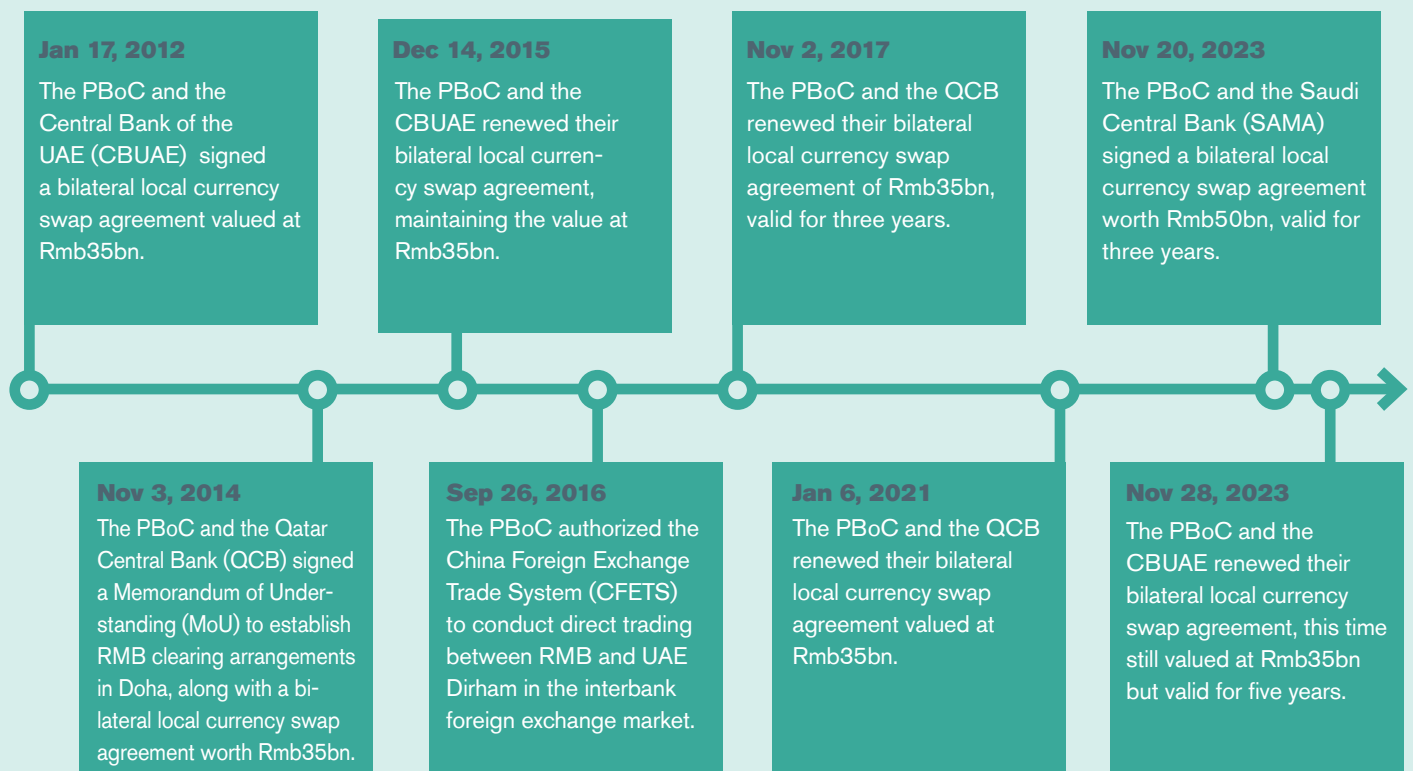 Jan 17, 2012
The PBoC and the
Central Bank of the
UAE (CBUAE) signed
a bilateral local currency
swap agreement valued at
Rmb35bn.
Nov 3, 2014
The PBoC and the Qatar
Central Bank (QCB) signed
a Memorandum of Under-
standing (MoU) to establish
RMB clearing arrangements
in Doha, along with a bi-
lateral local currency swap
agreement worth Rmb35bn.
Dec 14, 2015
The PBoC and the
CBUAE renewed their
bilateral local curren-
cy swap agreement,
maintaining the value at
Rmb35bn.
Sep 26, 2016
The PBoC authorized the
China Foreign Exchange
Trade System (CFETS)
to conduct direct trading
between RMB and UAE
Dirham in the interbank
foreign exchange market.
Nov 2, 2017
The PBoC and the QCB
renewed their bilateral
local currency swap
agreement of Rmb35bn,
valid for three years.
Jan 6, 2021
The PBoC and the QCB
renewed their bilateral
local currency swap
agreement valued at
Rmb35bn.
Nov 20, 2023
The PBoC and the Saudi
Central Bank (SAMA)
signed a bilateral local
currency swap agreement
worth Rmb50bn, valid for
three years.
Nov 28, 2023
The PBoC and the
CBUAE renewed their
bilateral local currency
swap agreement, this time
still valued at Rmb35bn
but valid for five years.